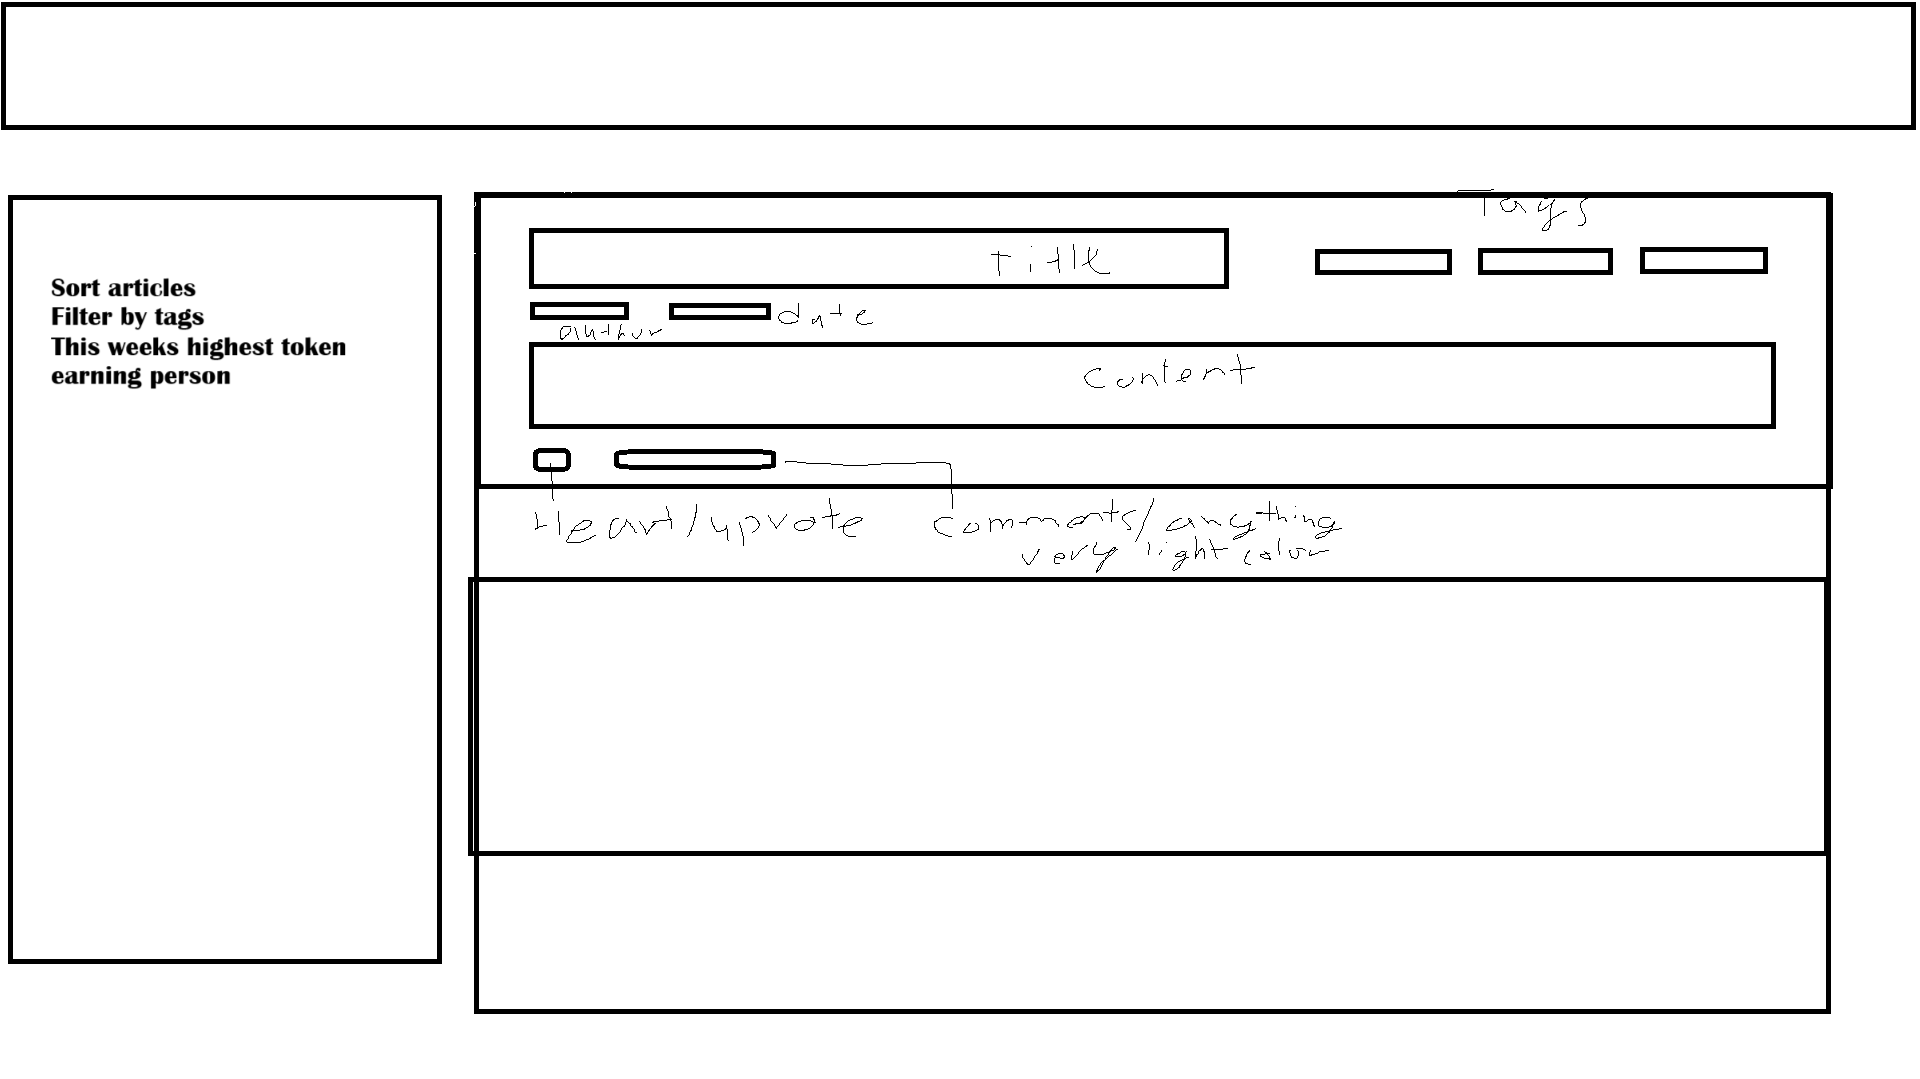 Sort articles
Filter by tags
This weeks highest token
earning person
Tags
Title
date
author
Content
Heart/upvote
comments/anything
very light color